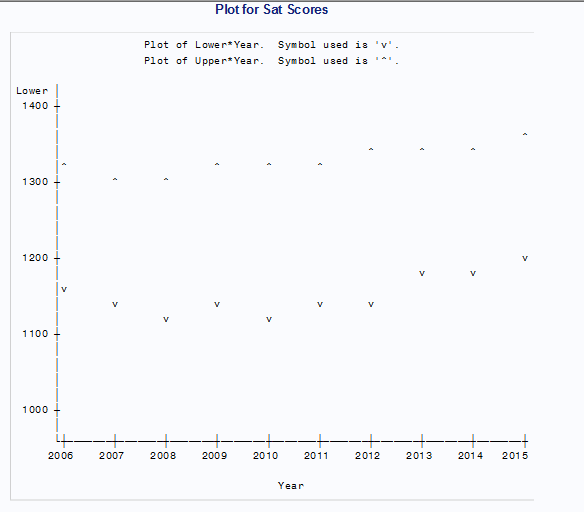 Plot for Sat Scores
Plot of Lower*Year.  Symbol used is 'v'.
Plot of Upper*Year.  Symbol used is '^'.
Lower
1400
1300
1200
1100
1000
2006 2007 2008 2009 2010 2011 2012 2013 2014 2015
Year